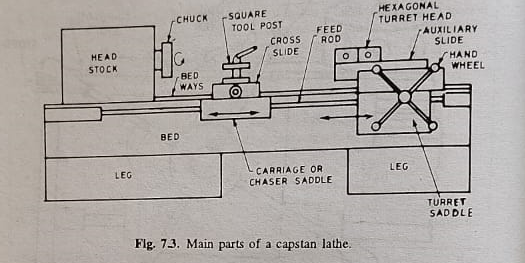 CHUCK
SQUARE
TOOL POST
CROSS
SLIDE
FEED
ROD
HEXAGONAL
TURRET HEAD
AUXILIARY
SLIDE
HAND
WHEEL
HEAD
STOCK
BED
WAYS
BED
LEG
CARRIAGE OR
CHASER SADDLE
LEG
TURRET
SADDLE
Fig. 7.3. Main parts of a capstan lathe.